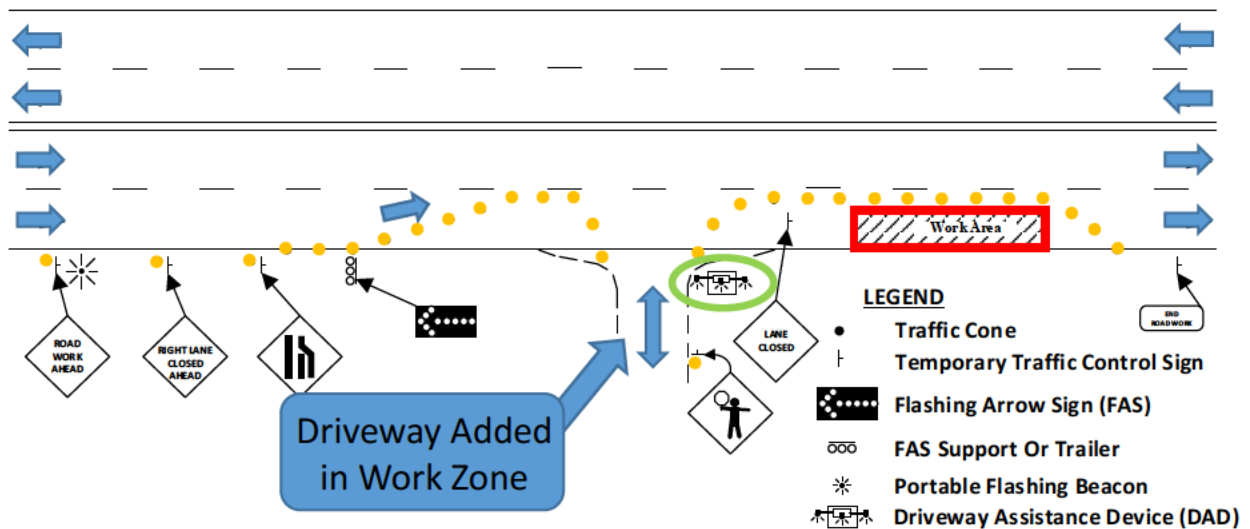 Work Area
ROAD
WORK
AHEAD
RIGHT LANE
CLOSED
AHEAD
LANE
CLOSED
END
ROAD WORK
Driveway Added
in Work Zone
LEGEND
Traffic Cone
Temporary Traffic Control Sign
Flashing Arrow Sign (FAS)
FAS Support Or Trailer
Portable Flashing Beacon
Driveway Assistance Device (DAD)